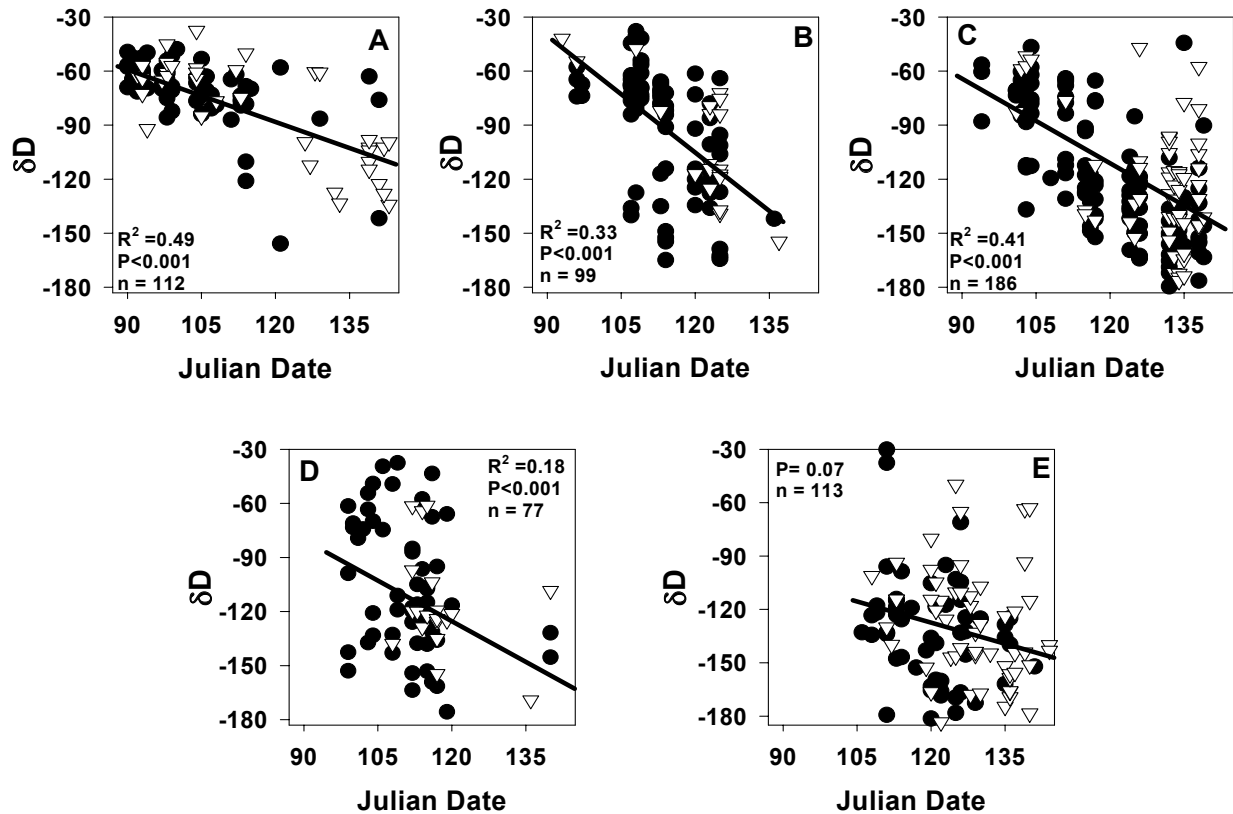 -30
-60
-90
-120
-150
-180
δD
A
R² =0.49
P<0.001
n = 112
90 105 120 135
Julian Date
-30
-60
-90
-120
-150
-180
δD
B
R² =0.33
P<0.001
n = 99
90 105 120 135
Julian Date
-30
-60
-90
-120
-150
-180
δD
C
R² =0.41
P<0.001
n = 186
90 105 120 135
Julian Date
-30
-60
-90
-120
-150
-180
δD
D
R² =0.18
P<0.001
n = 77
90 105 120 135
Julian Date
-30
-60
-90
-120
-150
-180
δD
P= 0.07
n = 113
E
90 105 120 135
Julian Date